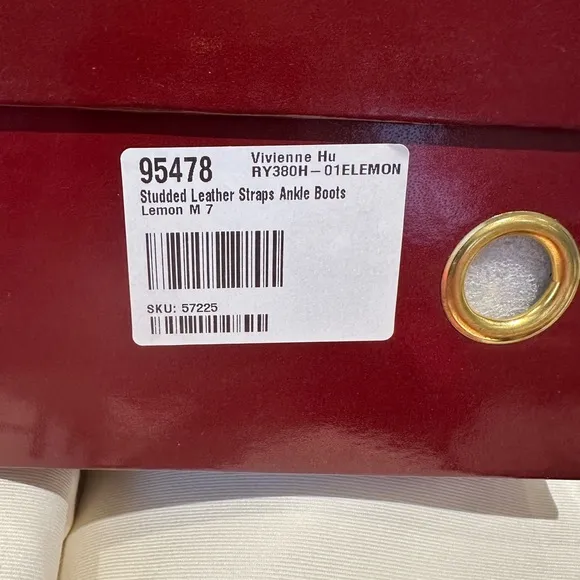 95478 Vivienne Hu
RY380H-01ELEMON
Studded Leather Straps Ankle Boots
Lemon M 7
SKU: 57225